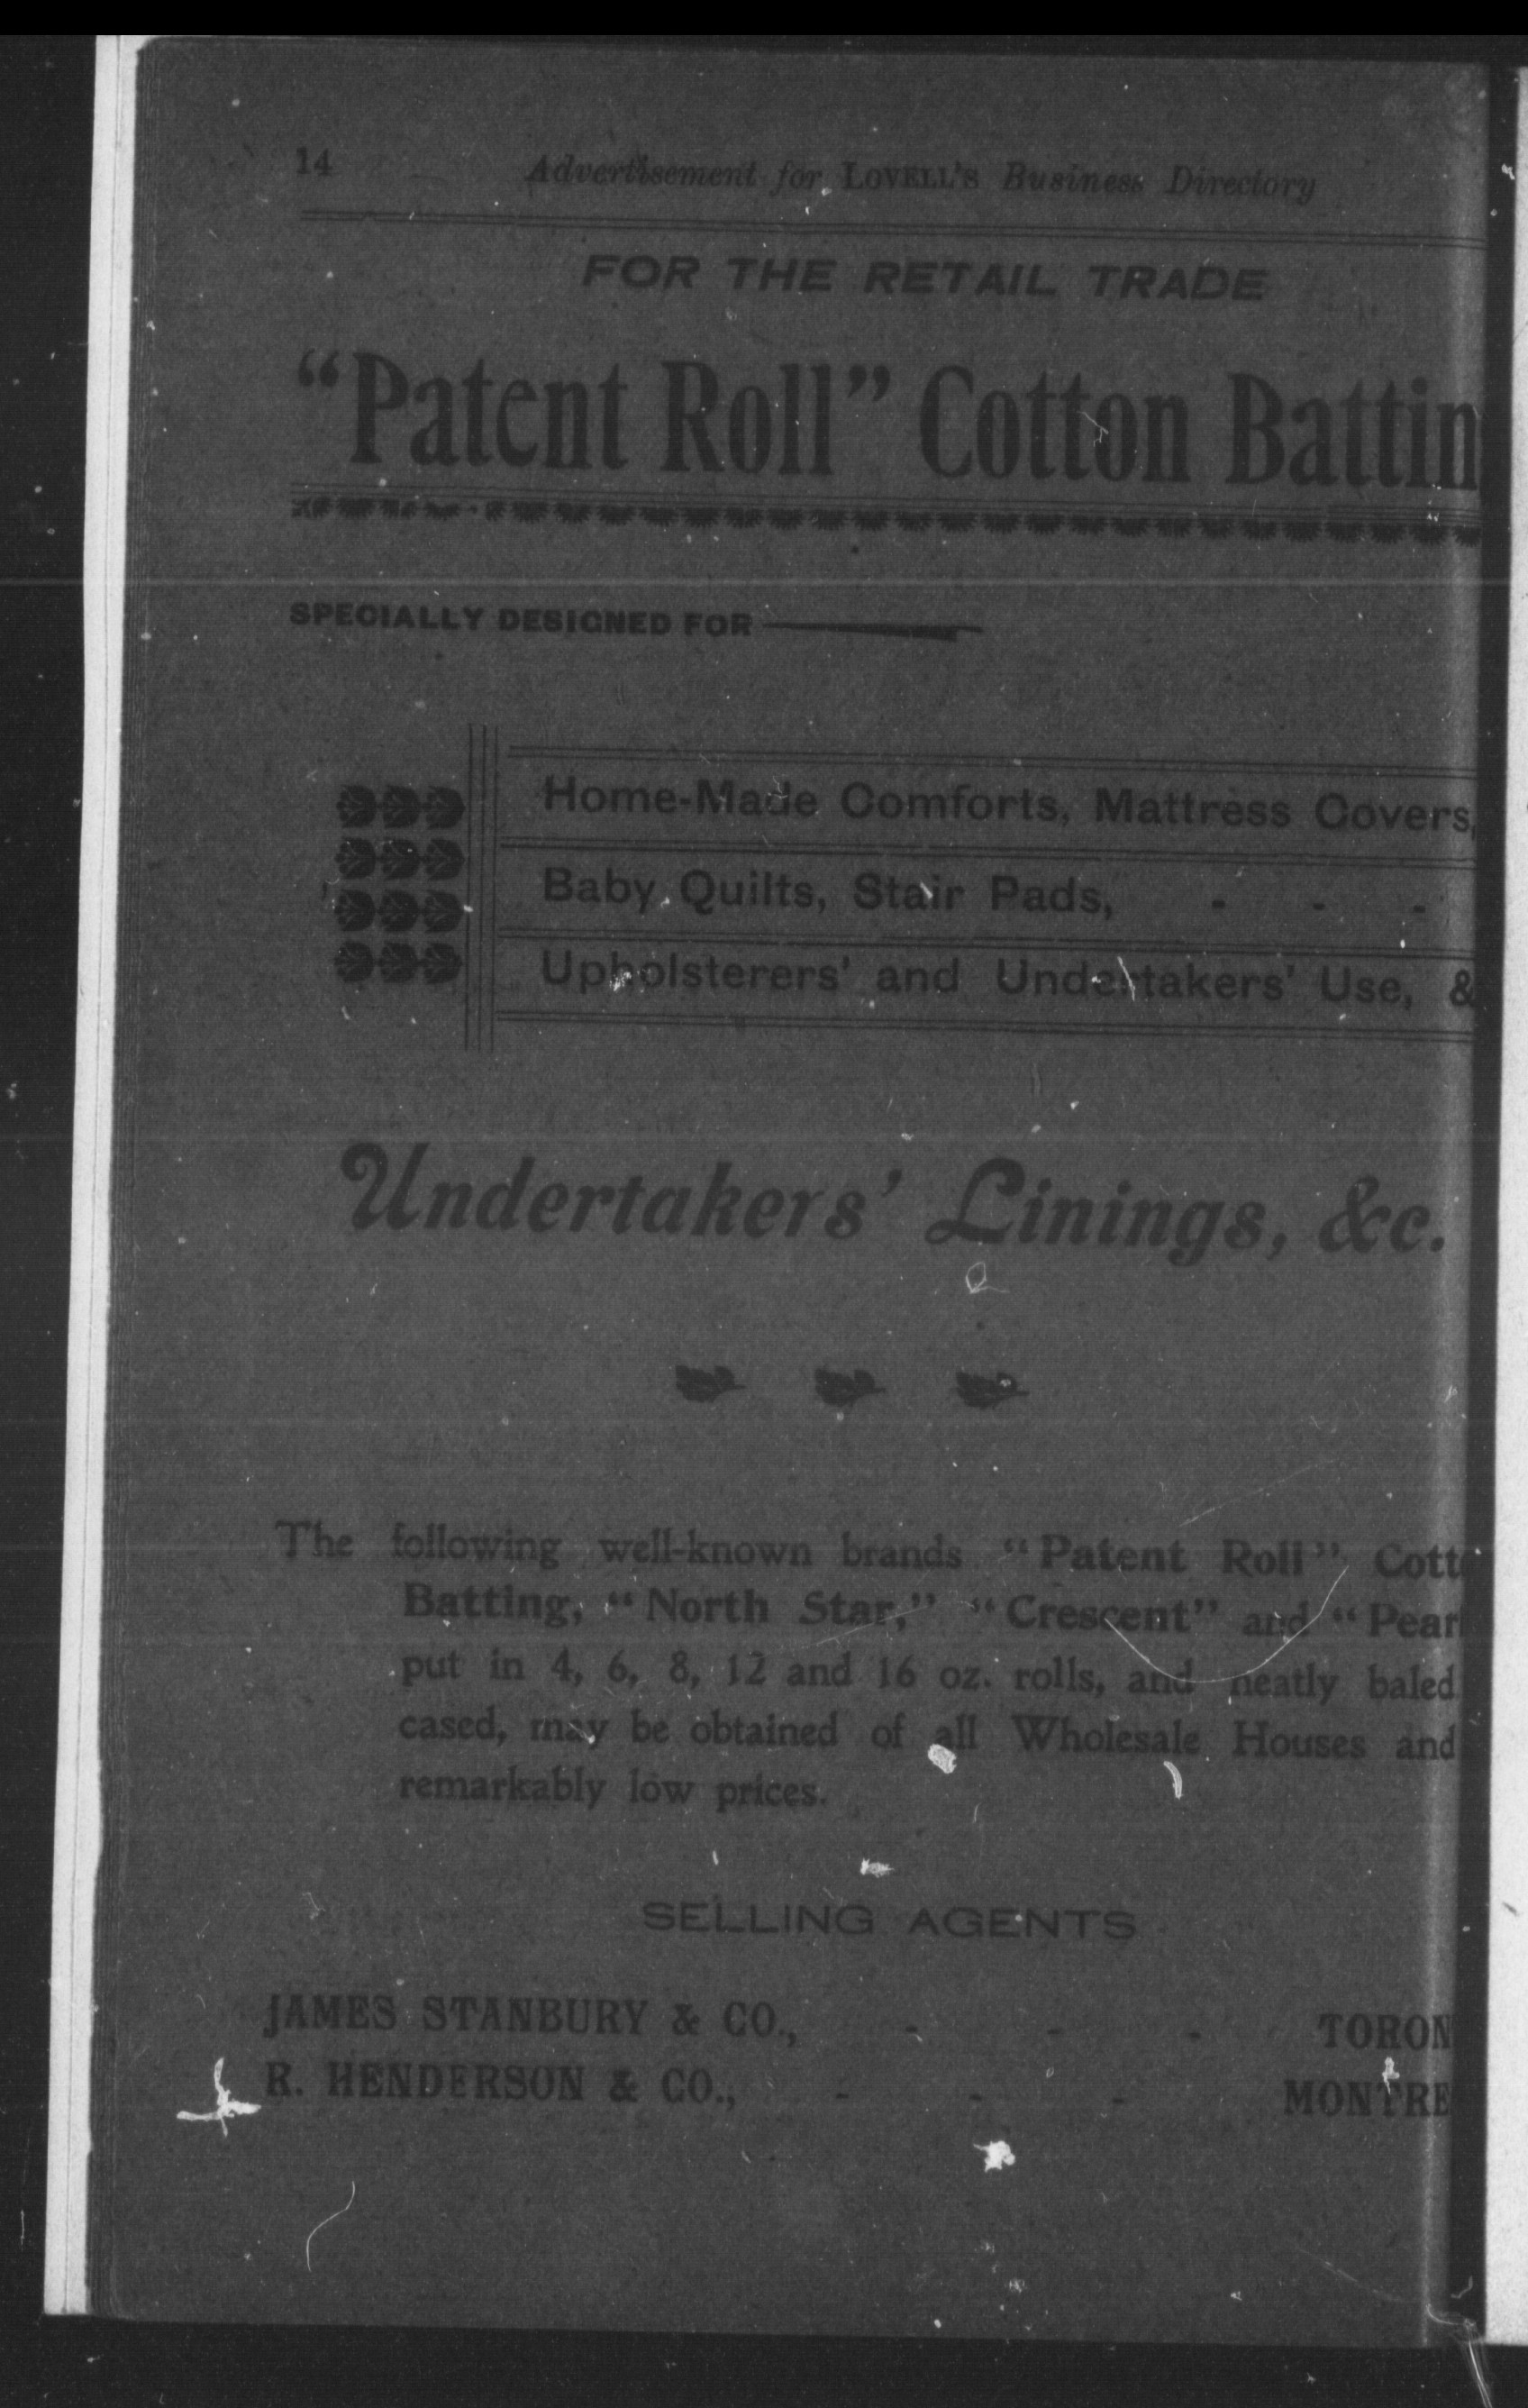 14 Advertisement for LOVELL'S Business Directory
FOR THE RETAIL TRADE
"Patent Roll" Cotton Battin
SPECIALLY DESIGNED FOR
Home-Made Comforts, Mattress Covers,
Baby Quilts, Stair Pads, - - -
Upholsterers' and Undertakers' Use, &
Undertakers' Linings, &c.
The following well-known brands "Patent Roll" Cott
Batting, "North Star," "Crescent" and "Pearl
put in 4, 6, 8, 12 and 16 oz. rolls, and neatly baled
cased, may be obtained of all Wholesale Houses and
remarkably low prices.
SELLING AGENTS
JAMES STANBURY & CO., - - - TORON
R. HENDERSON & CO., - - - MONTRE